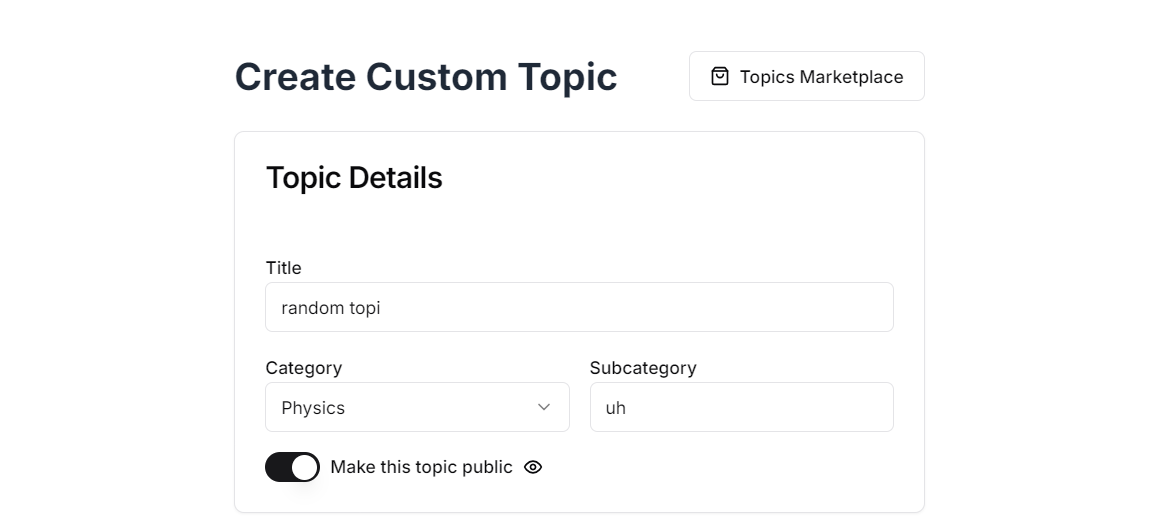 Create Custom Topic
Topics Marketplace
Topic Details
Title
random topi
Category
Subcategory
Physics
uh
Make this topic public